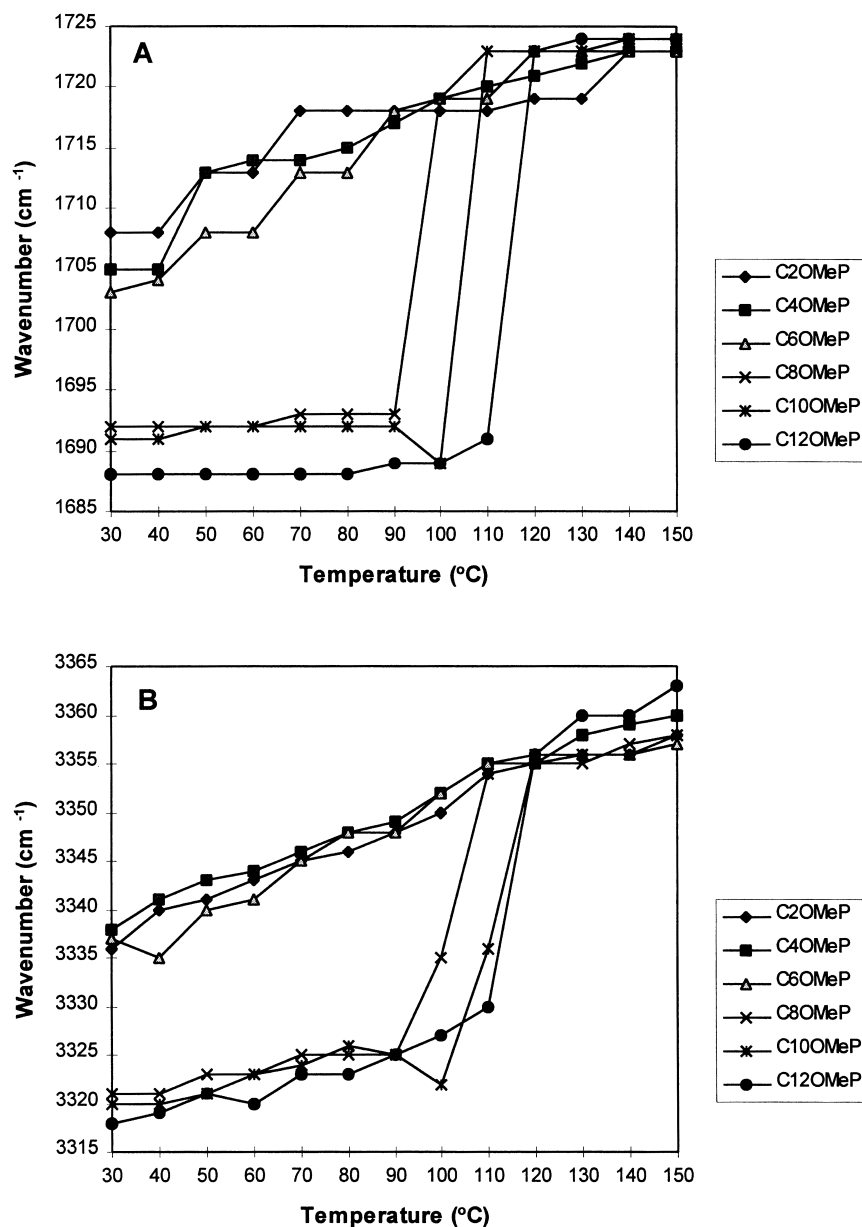 A
1725
1720
1715
1710
1705
1700
1695
1690
1685
Wavenumber (cm -1)
30 40 50 60 70 80 90 100 110 120 130 140 150
Temperature (°C)
C2OMeP
C4OMeP
C6OMeP
C8OMeP
C10OMeP
C12OMeP
B
3365
3360
3355
3350
3345
3340
3335
3330
3325
3320
3315
Wavenumber (cm -1)
30 40 50 60 70 80 90 100 110 120 130 140 150
Temperature (°C)
C2OMeP
C4OMeP
C6OMeP
C8OMeP
C10OMeP
C12OMeP